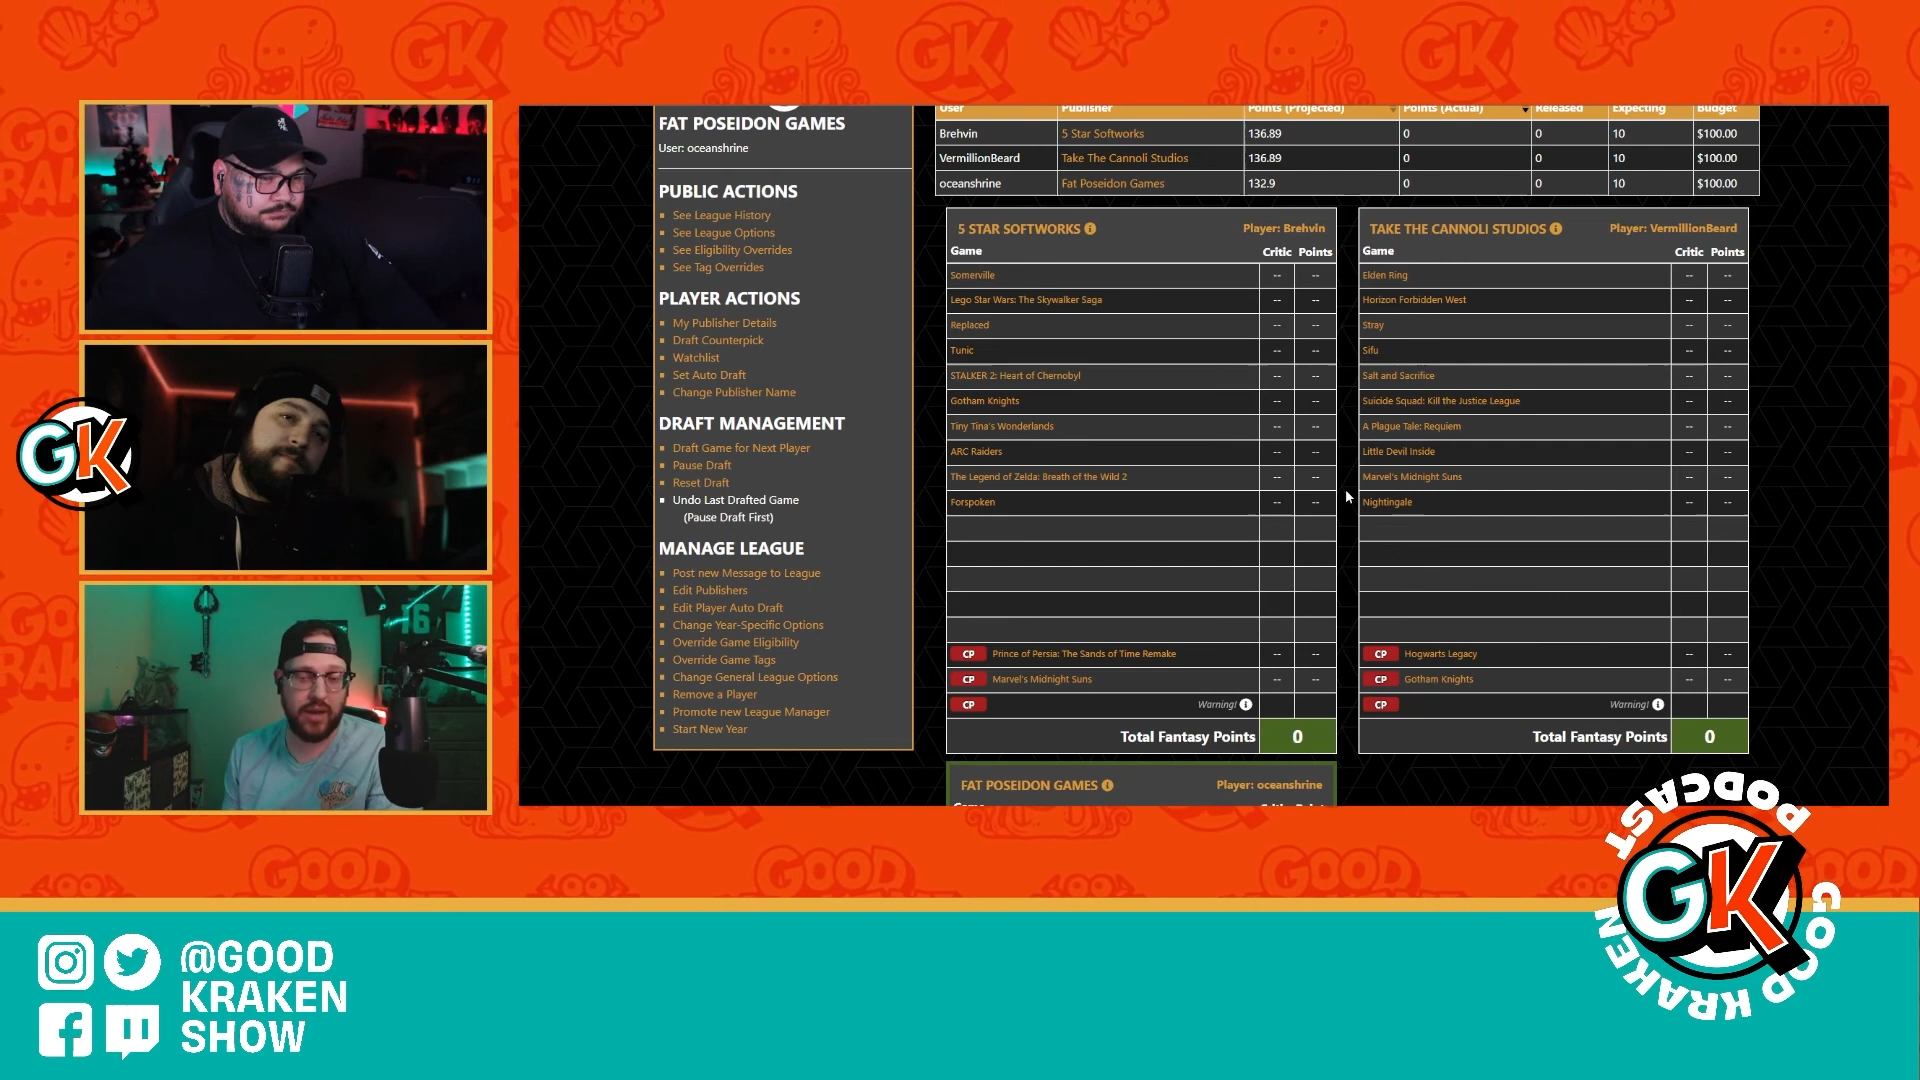 FAT POSEIDON GAMES
User: oceanshrine
PUBLIC ACTIONS
See League History
See League Options
See Eligibility Overrides
See Tag Overrides
PLAYER ACTIONS
My Publisher Details
Draft Counterpick
Watchlist
Set Auto Draft
Change Publisher Name
DRAFT MANAGEMENT
Draft Game for Next Player
Pause Draft
Reset Draft
Undo Last Drafted Game
(Pause Draft First)
MANAGE LEAGUE
Post new Message to League
Edit Publishers
Edit Player Auto Draft
Change Year-Specific Options
Override Game Eligibility
Override Game Tags
Change General League Options
Remove a Player
Promote new League Manager
Start New Year
User Publisher Points (Projected) Points (Actual) Released Expecting Budget
Brehvin 5 Star Softworks 136.89 0 0 10 $100.00
VermillionBeard Take The Cannoli Studios 136.89 0 0 10 $100.00
oceanshrine Fat Poseidon Games 132.9 0 0 10 $100.00
5 STAR SOFTWORKS Player: Brehvin
Game Critic Points
Somerville -- --
Lego Star Wars: The Skywalker Saga -- --
Replaced -- --
Tunic -- --
STALKER 2: Heart of Chernobyl -- --
Gotham Knights -- --
Tiny Tina's Wonderlands -- --
ARC Raiders -- --
The Legend of Zelda: Breath of the Wild 2 -- --
Forspoken -- --
CP Prince of Persia: The Sands of Time Remake -- --
CP Marvel's Midnight Suns -- --
CP Warning!
Total Fantasy Points 0
TAKE THE CANNOLI STUDIOS Player: VermillionBeard
Game Critic Points
Elden Ring -- --
Horizon Forbidden West -- --
Stray -- --
Sifu -- --
Salt and Sacrifice -- --
Suicide Squad: Kill the Justice League -- --
A Plague Tale: Requiem -- --
Little Devil Inside -- --
Marvel's Midnight Suns -- --
Nightingale -- --
CP Hogwarts Legacy -- --
CP Gotham Knights -- --
CP Warning!
Total Fantasy Points 0
FAT POSEIDON GAMES Player: oceanshrine
GK
16
@GOOD
KRAKEN
SHOW
GK
GOOD KRAKEN PODCAST